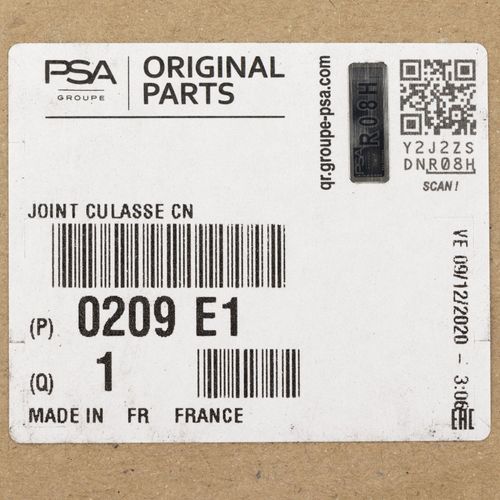 PSA
GROUPE
ORIGINAL
PARTS
qr.groupe-psa.com
PSA R08H
Y2J2ZS
DNR08H
SCAN!
JOINT CULASSE CN
(P) 0209 E1
(Q) 1
MADE IN FR FRANCE
VE 09/12/2020 - 3:06
EAC